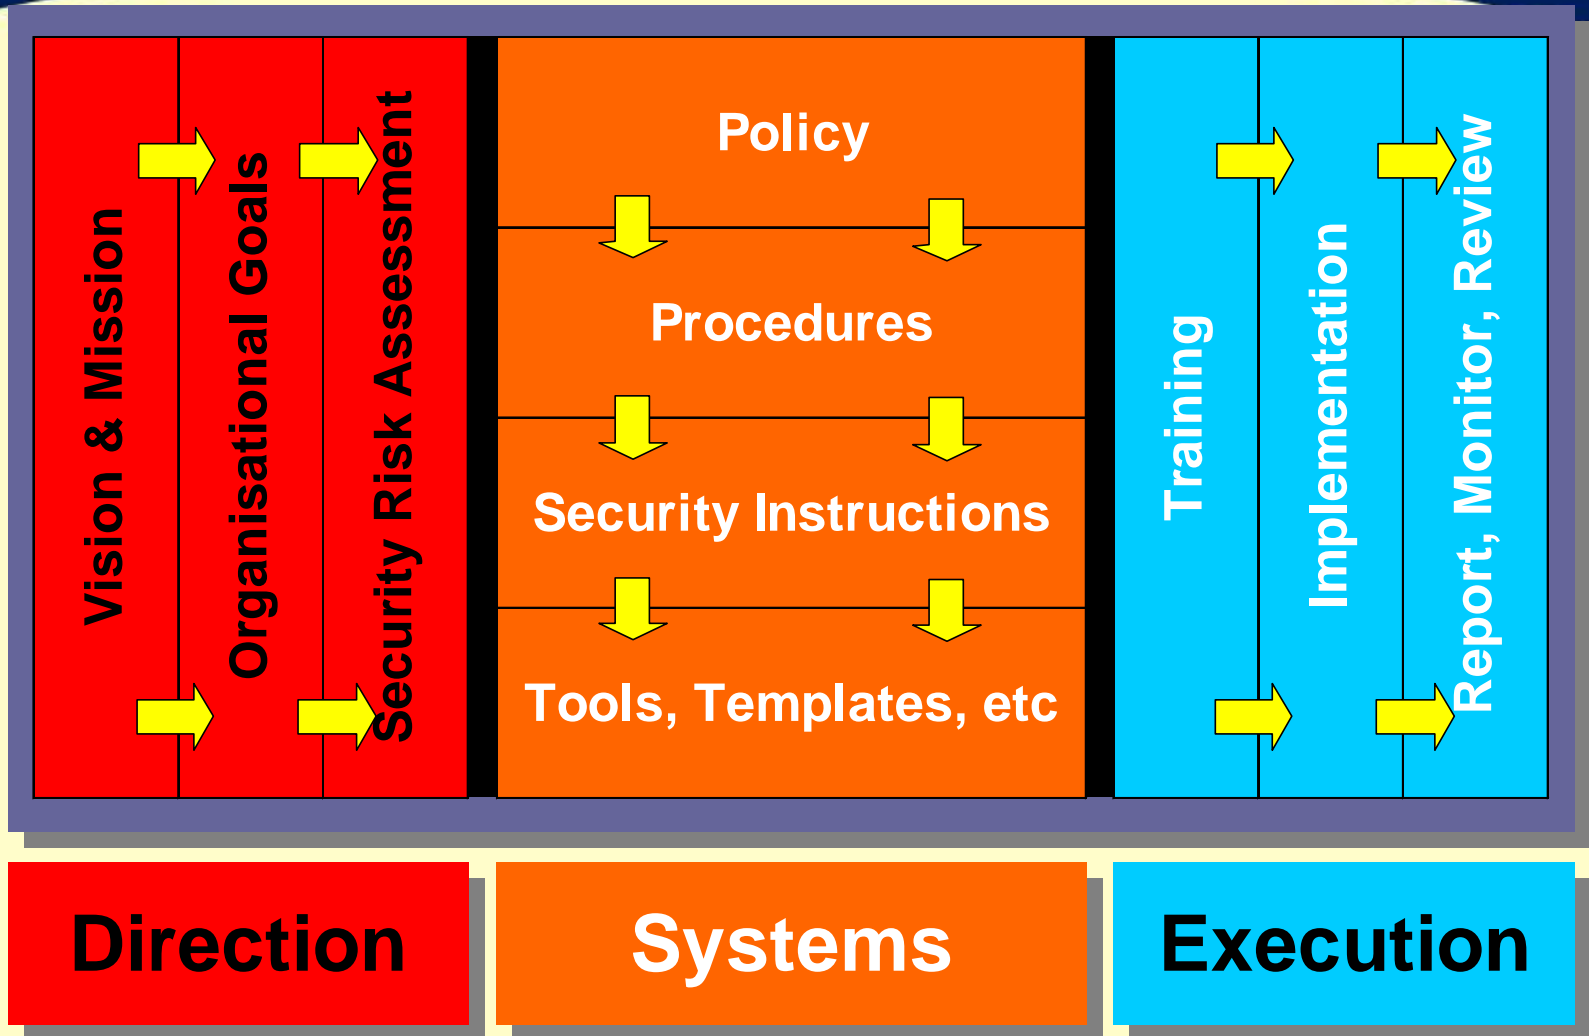 Vision & Mission
Organisational Goals
Security Risk Assessment
Policy
Procedures
Security Instructions
Tools, Templates, etc
Training
Implementation
Report, Monitor, Review
Direction
Systems
Execution